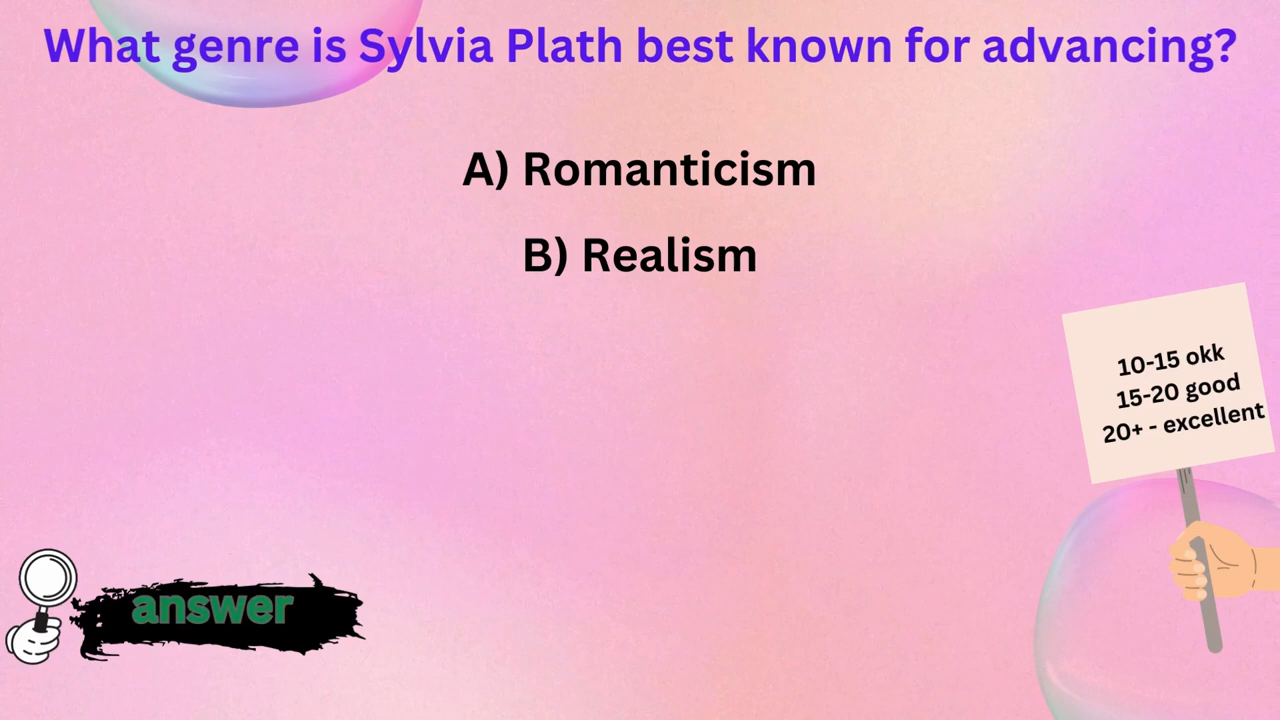 What genre is Sylvia Plath best known for advancing?
A) Romanticism
B) Realism
10-15 okk
15-20 good
20+ - excellent
answer